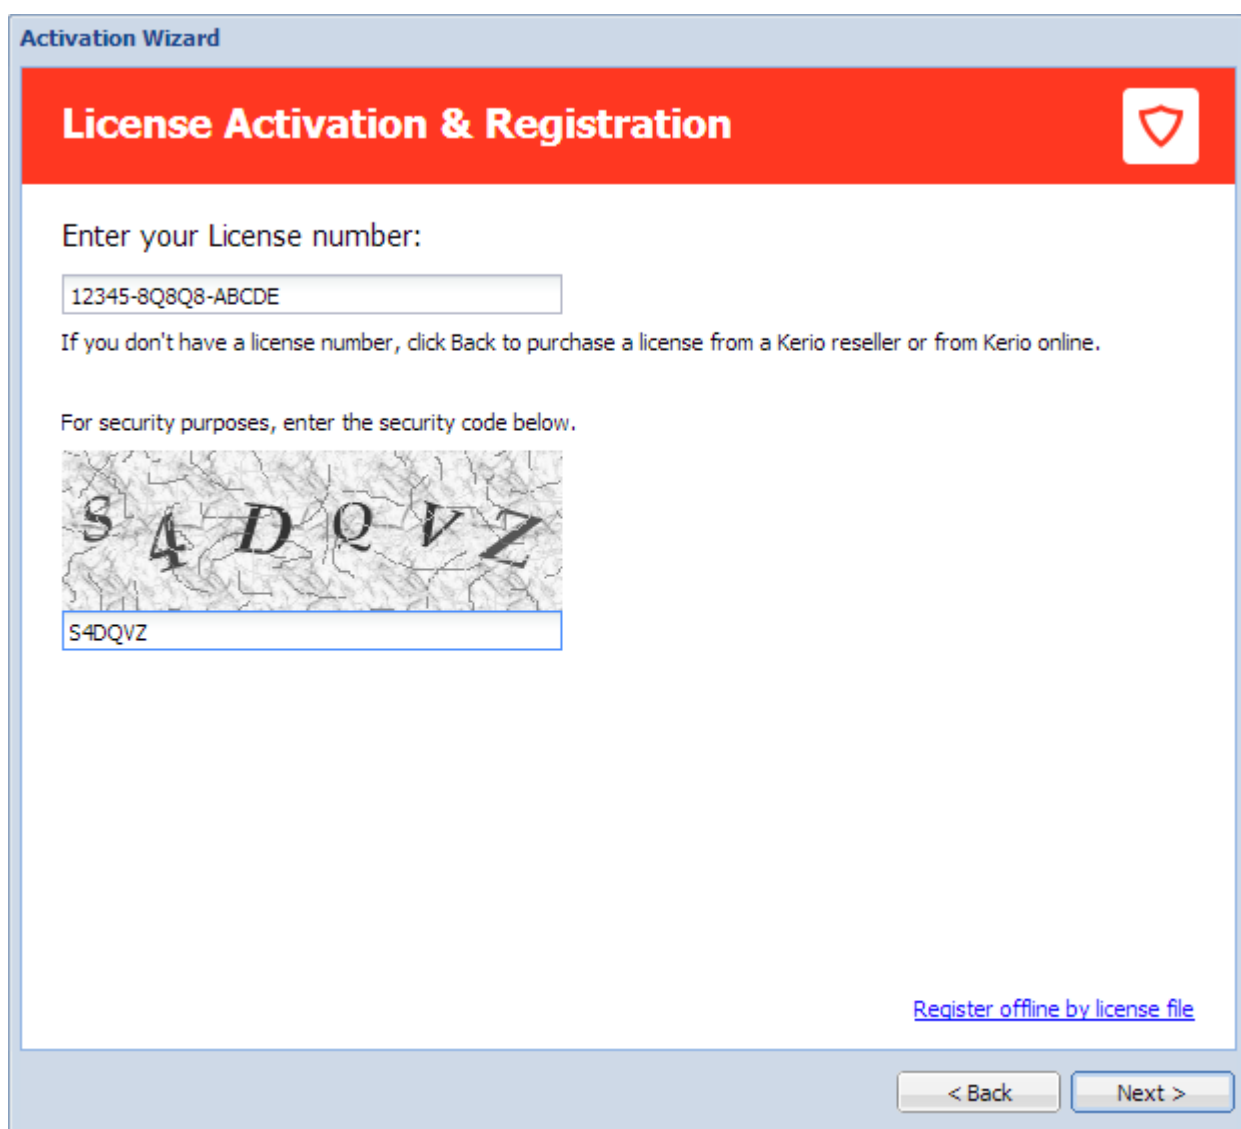 Activation Wizard
License Activation & Registration
Enter your License number:
12345-8Q8Q8-ABCDE
If you don't have a license number, click Back to purchase a license from a Kerio reseller or from Kerio online.
For security purposes, enter the security code below.
S4DQVZ
S4DQVZ
Register offline by license file
< Back Next >